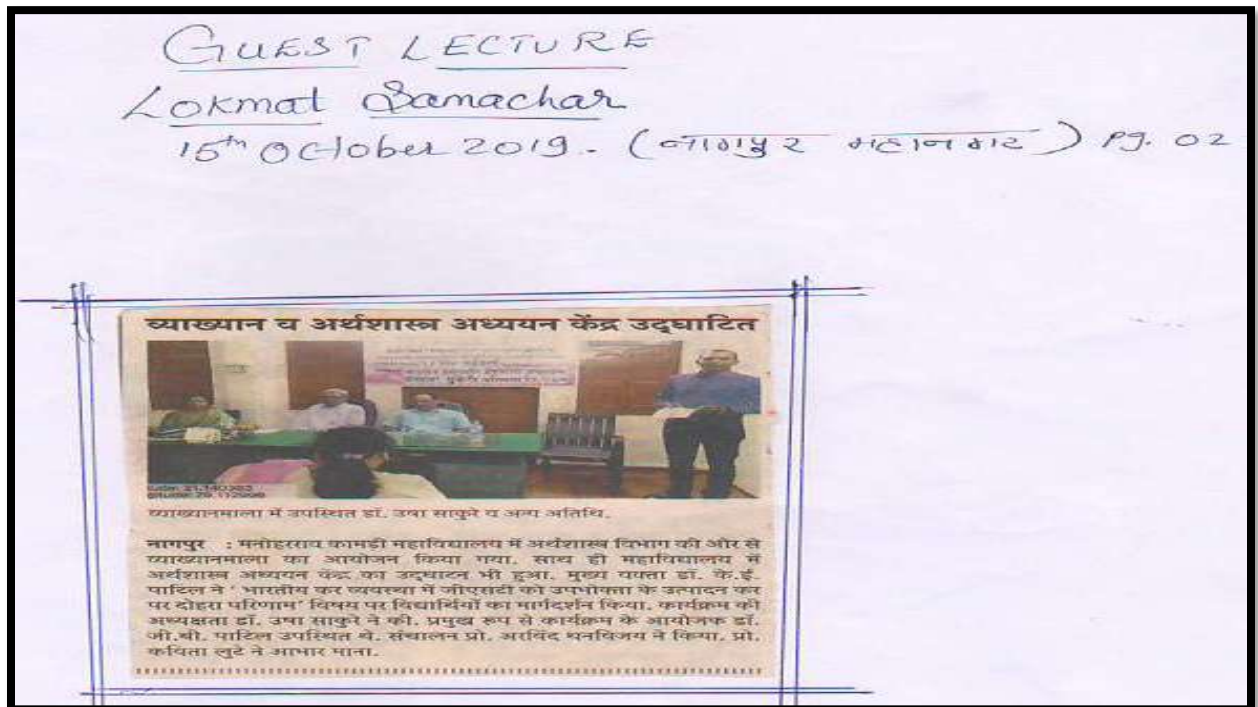 GUEST LECTURE
Lokmat Samachar
15th October 2019. (नागपुर महानगर) Pg. 02
व्याख्यान व अर्थशास्त्र अध्ययन केंद्र उद्घाटित
व्याख्यानमाला में उपस्थित डॉ. उषा साकुरे व अन्य अतिथि.
नागपुर : मनोहरराव कामडी महाविद्यालय में अर्थशास्त्र विभाग की ओर से
व्याख्यानमाला का आयोजन किया गया. साथ ही महाविद्यालय में
अर्थशास्त्र अध्ययन केंद्र का उद्घाटन भी हुआ. मुख्य वक्ता डॉ. के.ई.
पाटिल ने ' भारतीय कर व्यवस्था में जीएसटी को उपभोक्ता के उत्पादन कर
पर दोहरा परिणाम' विषय पर विद्यार्थियों का मार्गदर्शन किया. कार्यक्रम की
अध्यक्षता डॉ. उषा साकुरे ने की. प्रमुख रूप से कार्यक्रम के आयोजक डॉ.
जी.बी. पाटिल उपस्थित थे. संचालन प्रो. अरविंद धनविजय ने किया. प्रो.
कविता लुटे ने आभार माना.